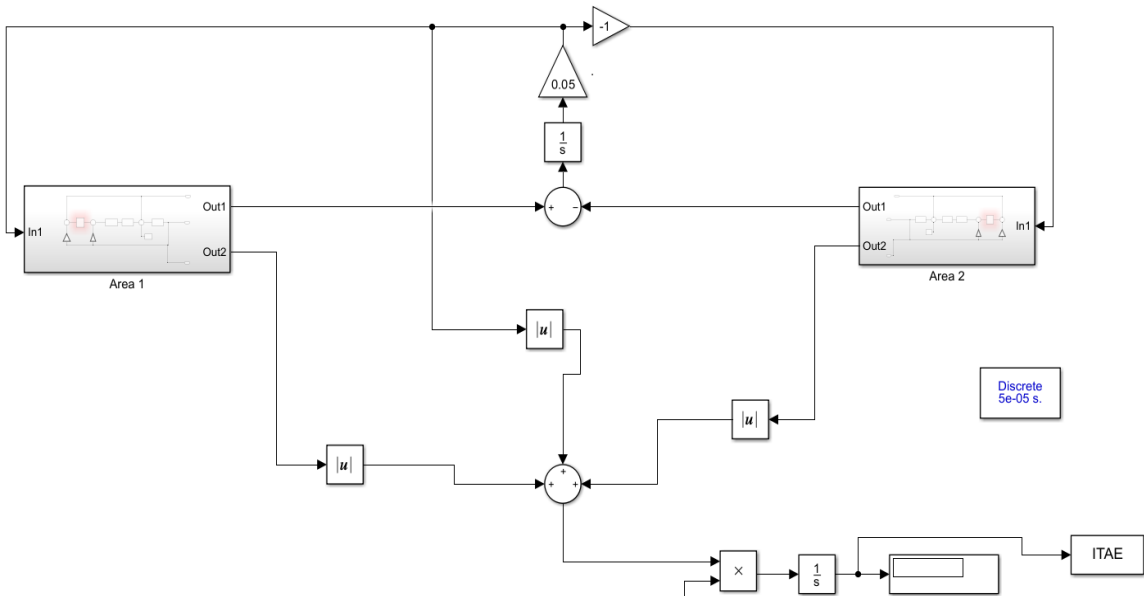 -1
0.05
1
s
+
−
Out1
In1
Out2
Area 1
Out1
In1
Out2
Area 2
|u|
Discrete
5e-05 s.
|u|
|u|
+
+
+
×
1
s
ITAE